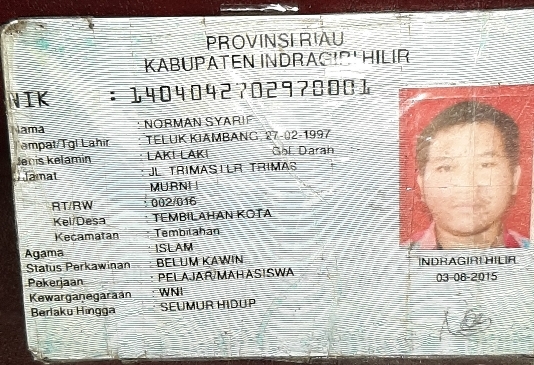 PROVINSI RIAU
KABUPATEN INDRAGIRI HILIR
NIK : 1404042702970001
Nama : NORMAN SYARIF
Tempat/Tgl Lahir : TELUK KIAMBANG, 27-02-1997
Jenis kelamin : LAKI-LAKI Gol. Darah :
Alamat : JL TRIMAS LR TRIMAS
MURNI I
RT/RW : 002/016
Kel/Desa : TEMBILAHAN KOTA
Kecamatan : Tembilahan
Agama : ISLAM
Status Perkawinan : BELUM KAWIN
Pekerjaan : PELAJAR/MAHASISWA
Kewarganegaraan : WNI
Berlaku Hingga : SEUMUR HIDUP
INDRAGIRI HILIR
03-08-2015